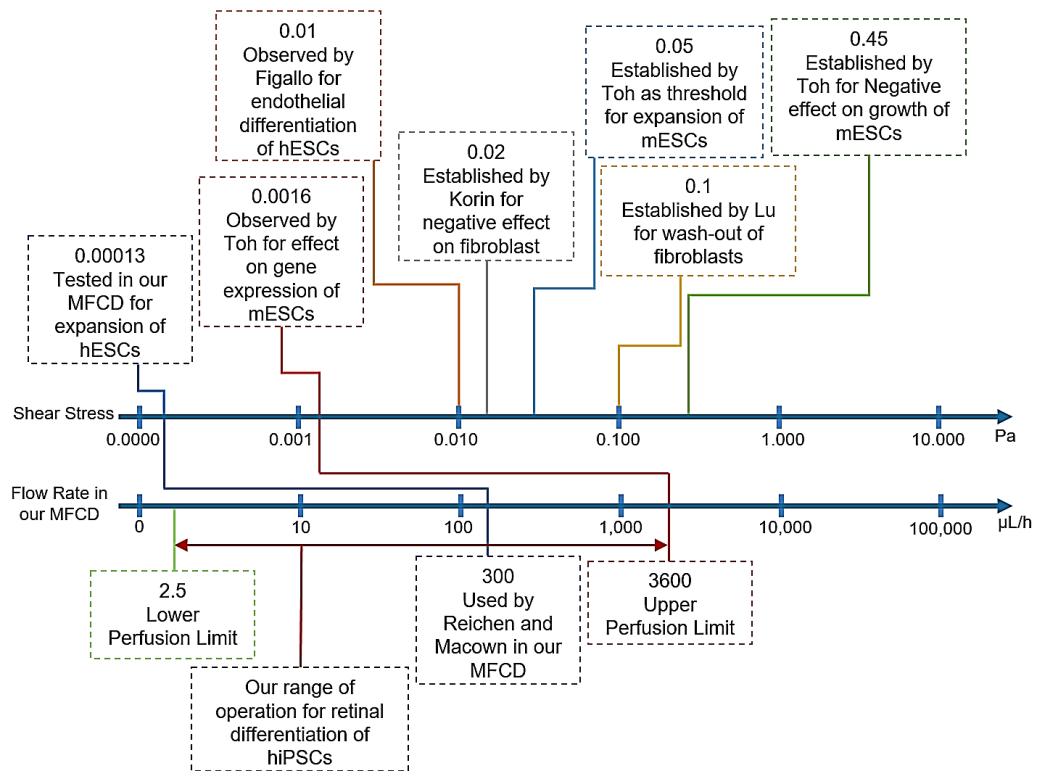 0.01
Observed by
Figallo for
endothelial
differentiation
of hESCs
0.05
Established by
Toh as threshold
for expansion of
mESCs
0.45
Established by
Toh for Negative
effect on growth of
mESCs
0.02
Established by
Korin for
negative effect
on fibroblast
0.1
Established by Lu
for wash-out of
fibroblasts
0.0016
Observed by
Toh for effect
on gene
expression of
mESCs
0.00013
Tested in our
MFCD for
expansion of
hESCs
Shear Stress
0.0000
0.001
0.010
0.100
1.000
10.000
Pa
Flow Rate in
our MFCD
0
10
100
1,000
10,000
100,000
µL/h
2.5
Lower
Perfusion Limit
300
Used by
Reichen and
Macown in our
MFCD
3600
Upper
Perfusion Limit
Our range of
operation for retinal
differentiation of
hiPSCs